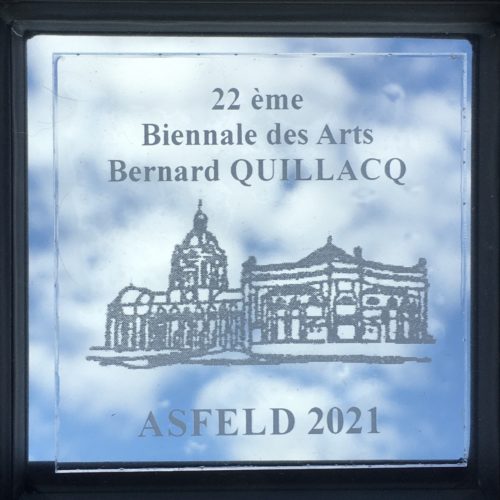 22 ème
Biennale des Arts
Bernard QUILLACQ
ASFELD 2021